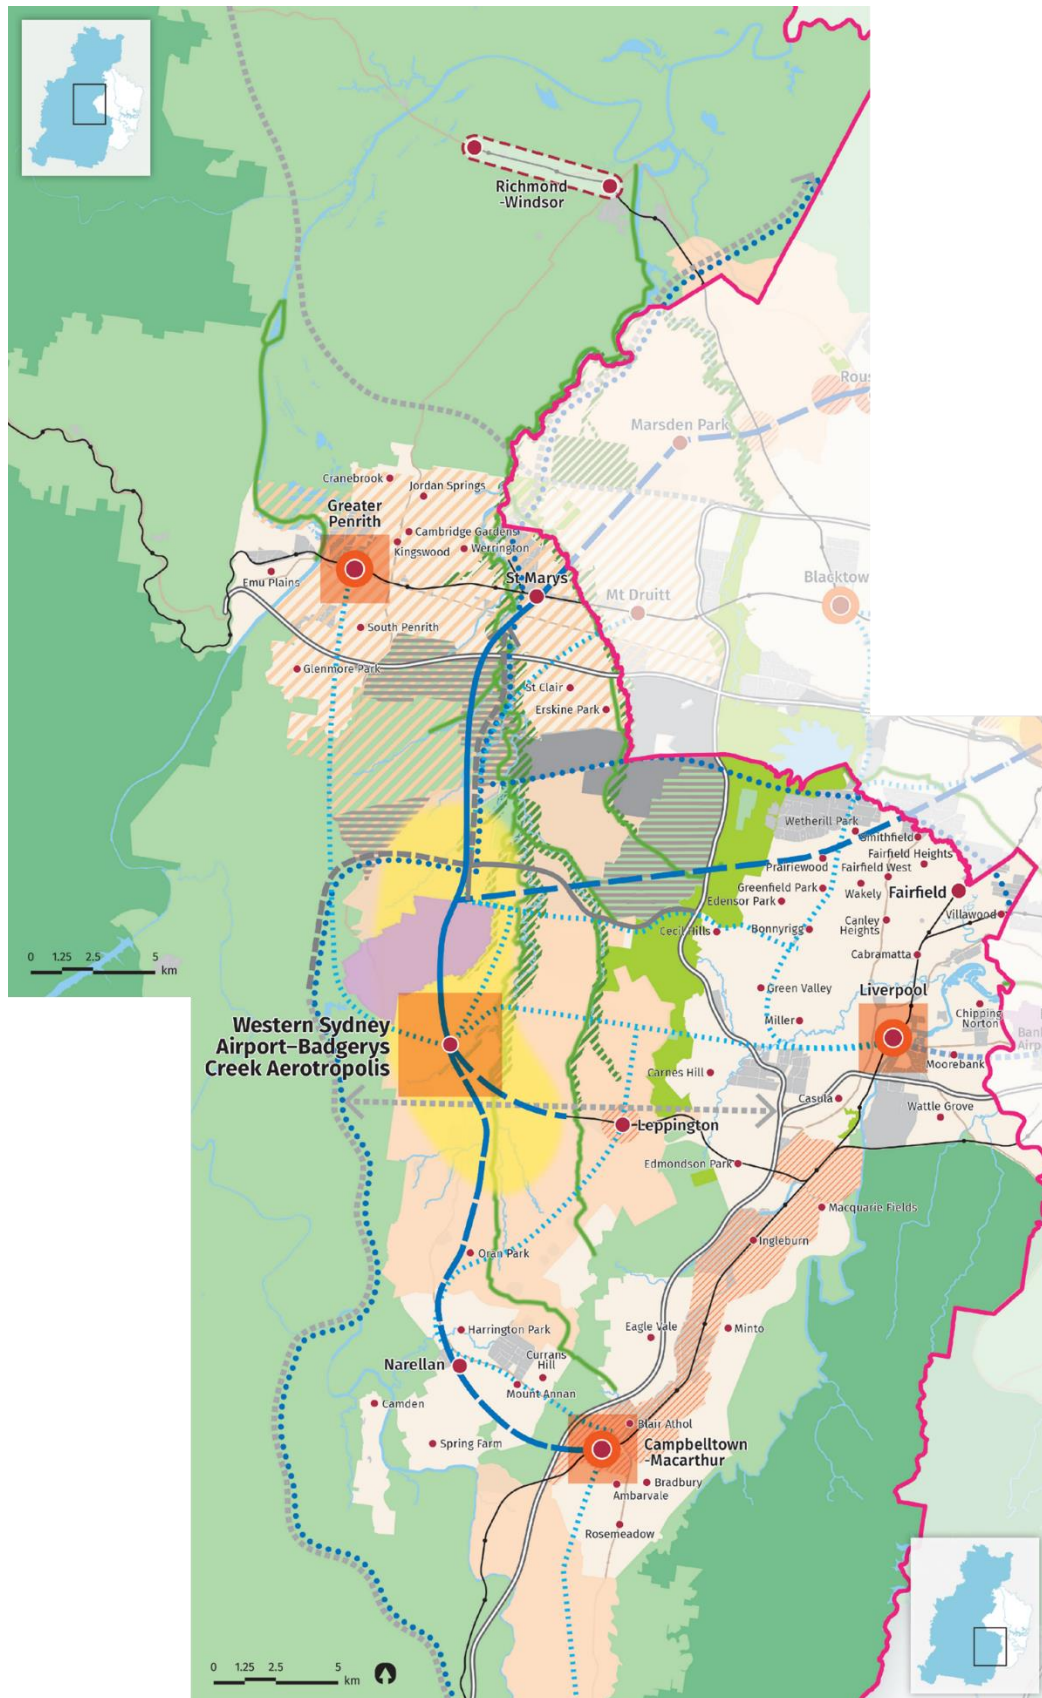 Richmond
-Windsor
Marsden Park
Cranebrook
Jordan Springs
Greater
Penrith
Cambridge Gardens
Kingswood
Werrington
Emu Plains
St Marys
Mt Druitt
South Penrith
Glenmore Park
St Clair
Erskine Park
Wetherill Park
Smithfield
Fairfield Heights
Prairiewood
Fairfield West
Greenfield Park
Wakely
Fairfield
Edensor Park
Villawood
Canley
Heights
Cecil Hills
Bonnyrigg
Cabramatta
0 1.25 2.5 5
km
Green Valley
Liverpool
Chipping
Norton
Miller
Western Sydney
Airport–Badgerys
Creek Aerotropolis
Moorebank
Carnes Hill
Casula
Wattle Grove
Leppington
Edmondson Park
Macquarie Fields
Ingleburn
Oran Park
Harrington Park
Eagle Vale
Minto
Currans
Hill
Narellan
Mount Annan
Camden
Blair Athol
Spring Farm
Campbelltown
-Macarthur
Bradbury
Ambarvale
Rosemeadow
0 1.25 2.5 5
km